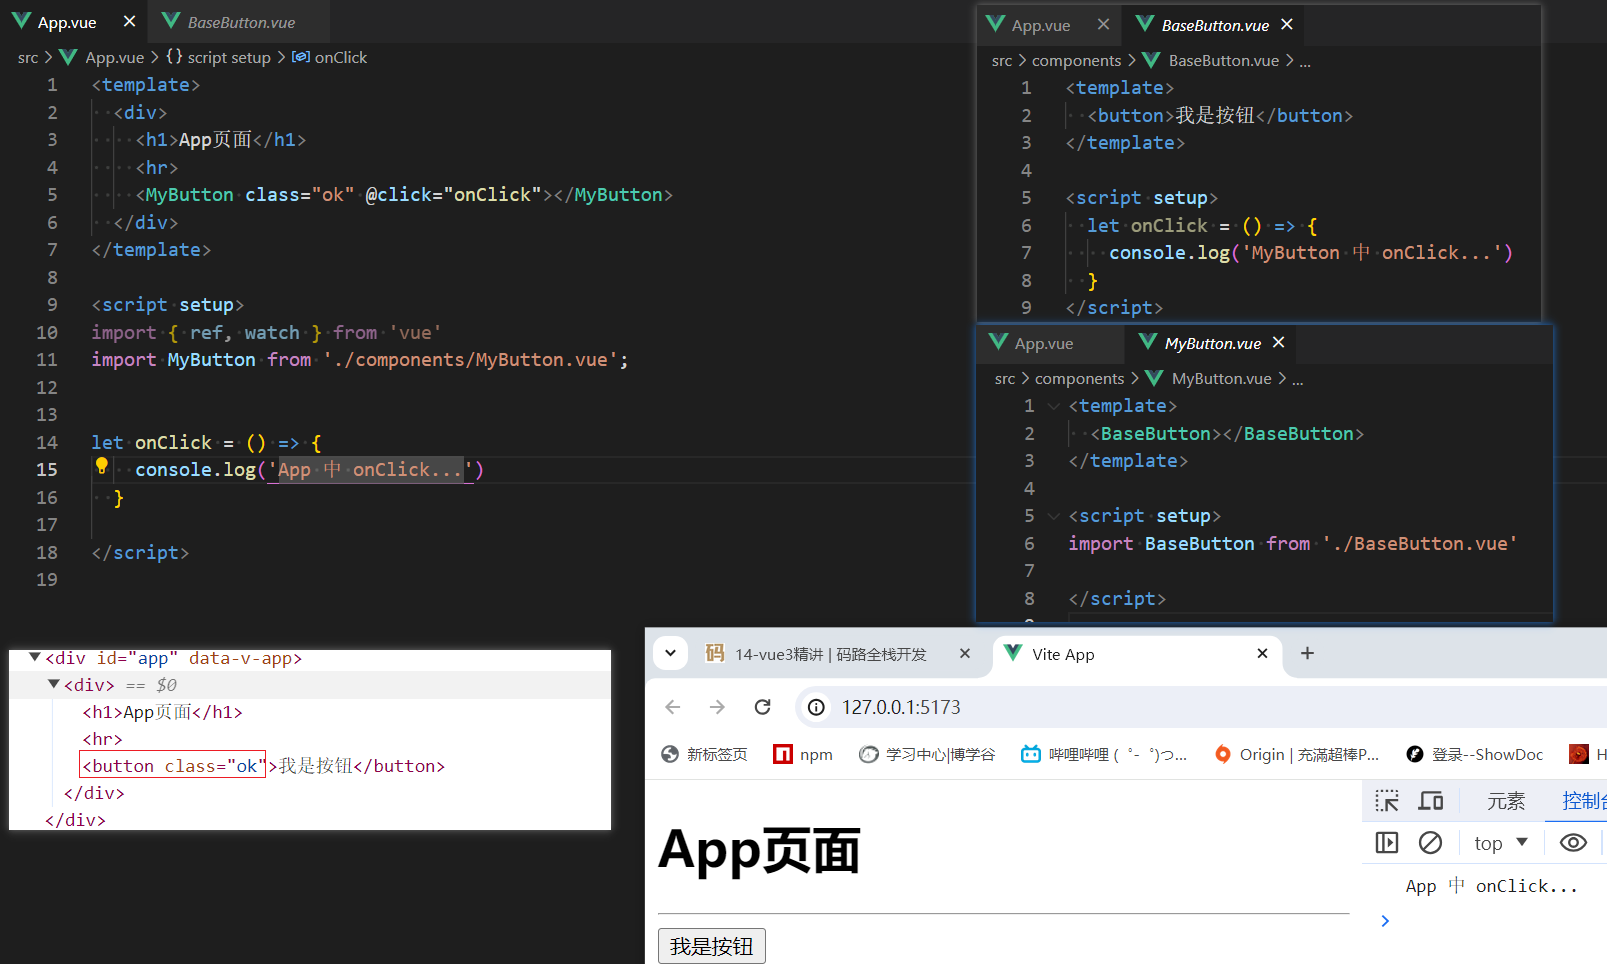 App.vue
BaseButton.vue
src > App.vue > {} script setup > onClick
1 <template>
2 <div>
3 <h1>App页面</h1>
4 <hr>
5 <MyButton class="ok" @click="onClick"></MyButton>
6 </div>
7 </template>
8
9 <script setup>
10 import { ref, watch } from 'vue'
11 import MyButton from './components/MyButton.vue';
12
13
14 let onClick = () => {
15 console.log('App 中 onClick...')
16 }
17
18 </script>
19
App.vue
BaseButton.vue
src > components > BaseButton.vue > ...
1 <template>
2 <button>我是按钮</button>
3 </template>
4
5 <script setup>
6 let onClick = () => {
7 console.log('MyButton 中 onClick...')
8 }
9 </script>
App.vue
MyButton.vue
src > components > MyButton.vue > ...
1 <template>
2 <BaseButton></BaseButton>
3 </template>
4
5 <script setup>
6 import BaseButton from './BaseButton.vue'
7
8 </script>
<div id="app" data-v-app>
<div> == $0
<h1>App页面</h1>
<hr>
<button class="ok">我是按钮</button>
</div>
</div>
码 14-vue3精讲 | 码路全栈开发
Vite App
127.0.0.1:5173
新标签页
npm
学习中心|博学谷
哔哩哔哩 ( ゜- ゜)つ...
Origin | 充满超棒P...
登录--ShowDoc
H
元素
控制台
top
App页面
App 中 onClick...
我是按钮